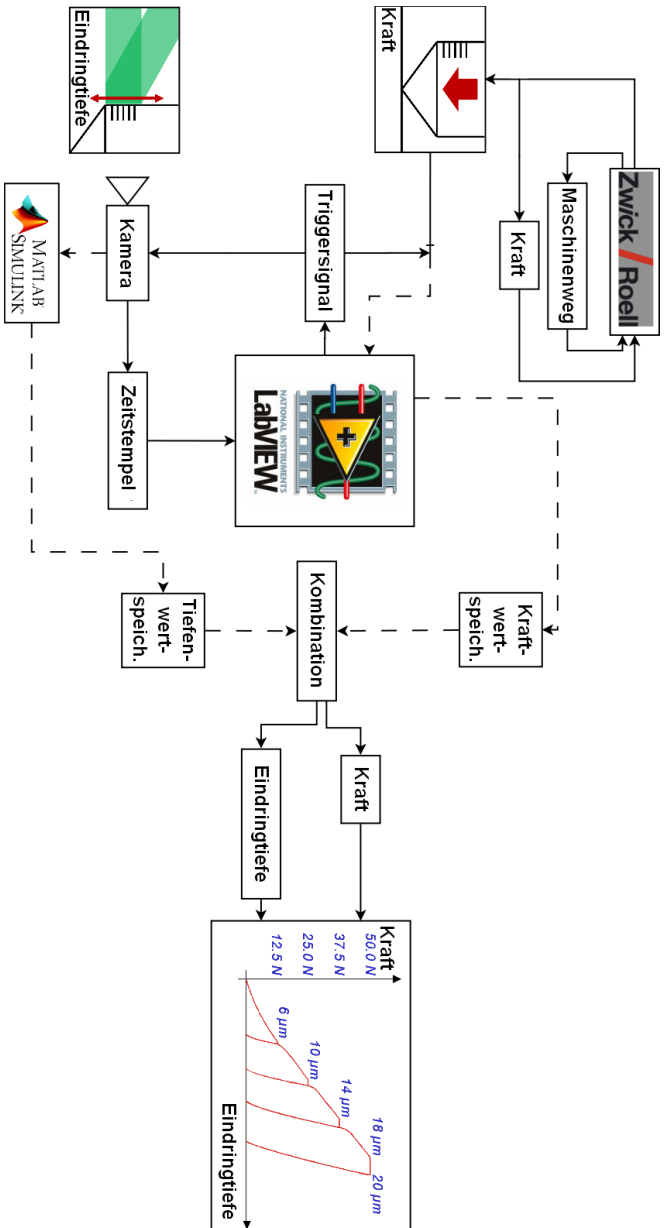 Zwick / Roell
Maschinenweg
Kraft
Kraft
Eindringtiefe
Triggersignal
Kamera
MATLAB
SIMULINK
Zeitstempel
NATIONAL INSTRUMENTS
LabVIEW™
Kraft-
wert-
speich.
Kombination
Tiefen-
wert-
speich.
Kraft
Eindringtiefe
Kraft
50.0 N
37.5 N
25.0 N
12.5 N
6 µm
10 µm
14 µm
18 µm
20 µm
Eindringtiefe